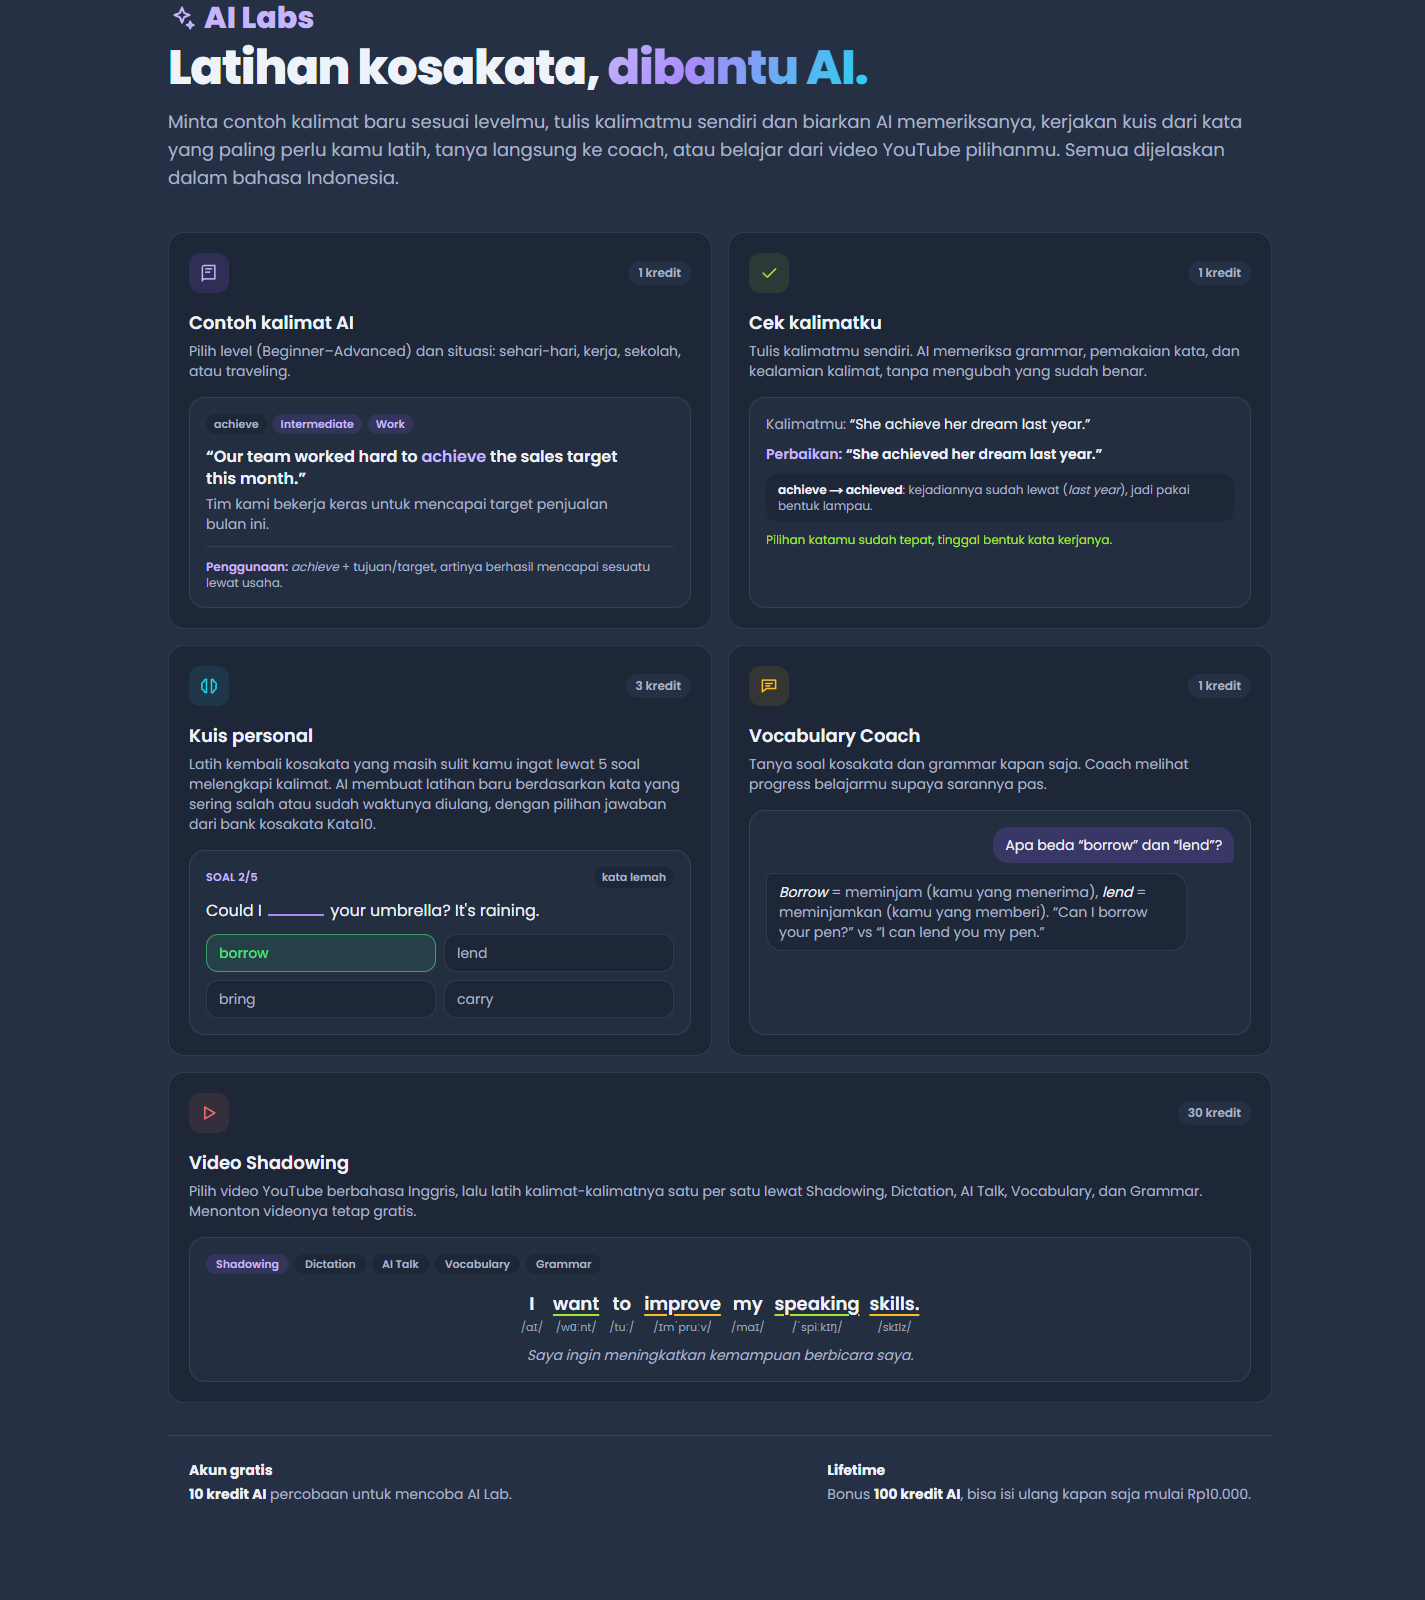 AI Labs
Latihan kosakata, dibantu AI.
Minta contoh kalimat baru sesuai levelmu, tulis kalimatmu sendiri dan biarkan AI memeriksanya, kerjakan kuis dari kata
yang paling perlu kamu latih, tanya langsung ke coach, atau belajar dari video YouTube pilihanmu. Semua dijelaskan
dalam bahasa Indonesia.
1 kredit
Contoh kalimat AI
Pilih level (Beginner–Advanced) dan situasi: sehari-hari, kerja, sekolah,
atau traveling.
achieve Intermediate Work
“Our team worked hard to achieve the sales target
this month.”
Tim kami bekerja keras untuk mencapai target penjualan
bulan ini.
Penggunaan: achieve + tujuan/target, artinya berhasil mencapai sesuatu
lewat usaha.
1 kredit
Cek kalimatku
Tulis kalimatmu sendiri. AI memeriksa grammar, pemakaian kata, dan
kealamian kalimat, tanpa mengubah yang sudah benar.
Kalimatmu: “She achieve her dream last year.”
Perbaikan: “She achieved her dream last year.”
achieve → achieved: kejadiannya sudah lewat (last year), jadi pakai
bentuk lampau.
Pilihan katamu sudah tepat, tinggal bentuk kata kerjanya.
3 kredit
Kuis personal
Latih kembali kosakata yang masih sulit kamu ingat lewat 5 soal
melengkapi kalimat. AI membuat latihan baru berdasarkan kata yang
sering salah atau sudah waktunya diulang, dengan pilihan jawaban
dari bank kosakata Kata10.
SOAL 2/5 kata lemah
Could I ______ your umbrella? It's raining.
borrow lend
bring carry
1 kredit
Vocabulary Coach
Tanya soal kosakata dan grammar kapan saja. Coach melihat
progress belajarmu supaya sarannya pas.
Apa beda “borrow” dan “lend”?
Borrow = meminjam (kamu yang menerima), lend =
meminjamkan (kamu yang memberi). “Can I borrow
your pen?” vs “I can lend you my pen.”
30 kredit
Video Shadowing
Pilih video YouTube berbahasa Inggris, lalu latih kalimat-kalimatnya satu per satu lewat Shadowing, Dictation, AI Talk, Vocabulary, dan Grammar.
Menonton videonya tetap gratis.
Shadowing Dictation AI Talk Vocabulary Grammar
I want to improve my speaking skills.
/aɪ/ /wɑːnt/ /tuː/ /ɪmˈpruːv/ /maɪ/ /ˈspiːkɪŋ/ /skɪlz/
Saya ingin meningkatkan kemampuan berbicara saya.
Akun gratis
10 kredit AI percobaan untuk mencoba AI Lab.
Lifetime
Bonus 100 kredit AI, bisa isi ulang kapan saja mulai Rp10.000.